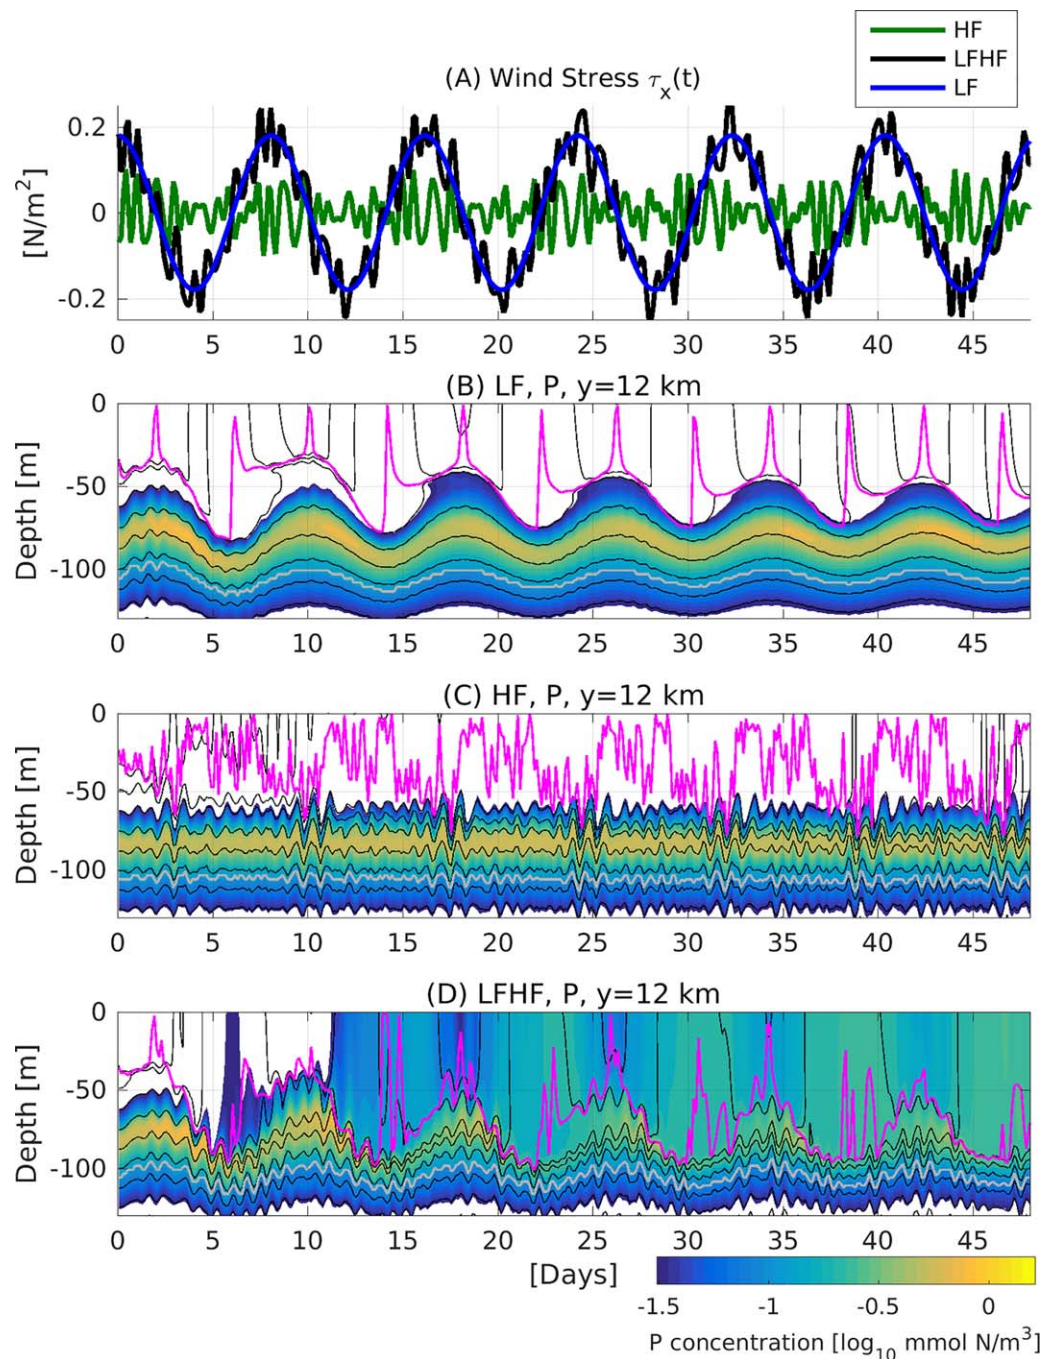 HF
LFHF
LF
(A) Wind Stress τx(t)
[N/m2]
0.2
0
-0.2
0 5 10 15 20 25 30 35 40 45
(B) LF, P, y=12 km
Depth [m]
0
-50
-100
0 5 10 15 20 25 30 35 40 45
(C) HF, P, y=12 km
Depth [m]
0
-50
-100
0 5 10 15 20 25 30 35 40 45
(D) LFHF, P, y=12 km
Depth [m]
0
-50
-100
0 5 10 15 20 25 30 35 40 45
[Days]
-1.5 -1 -0.5 0
P concentration [log10 mmol N/m3]